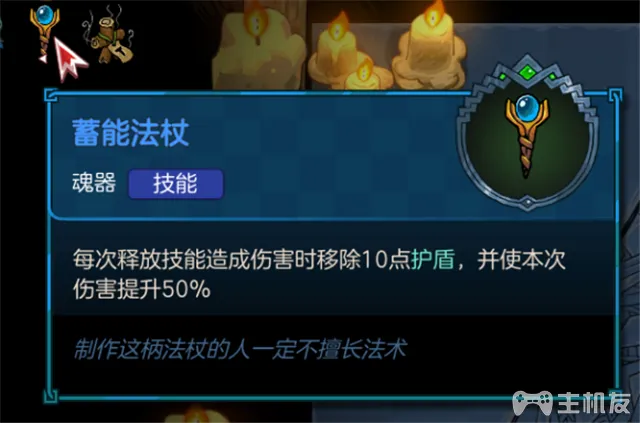 蓄能法杖
魂器 技能
每次释放技能造成伤害时移除10点护盾，并使本次
伤害提升50%
制作这柄法杖的人一定不擅长法术
主机友